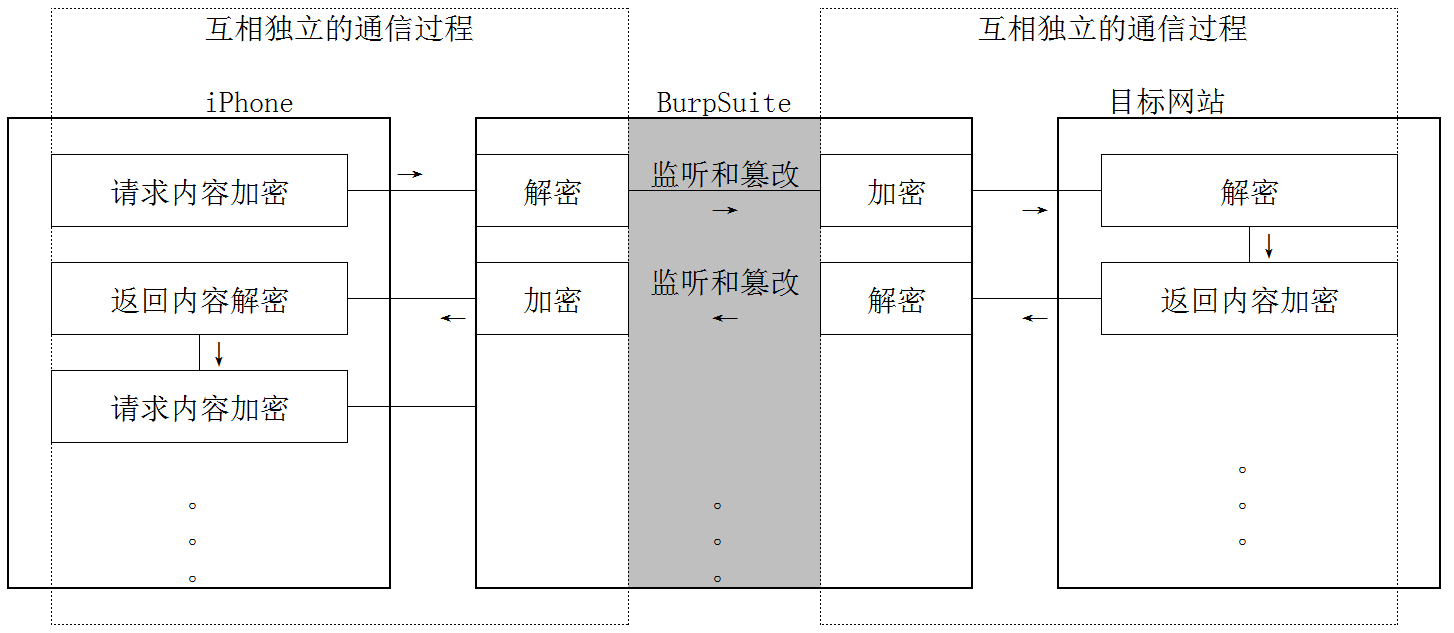 互相独立的通信过程
互相独立的通信过程
iPhone
BurpSuite
目标网站
请求内容加密
→
解密
监听和篡改
→
加密
→
解密
↓
返回内容解密
←
加密
监听和篡改
←
解密
←
返回内容加密
↓
请求内容加密
。
。
。
。
。
。
。
。
。